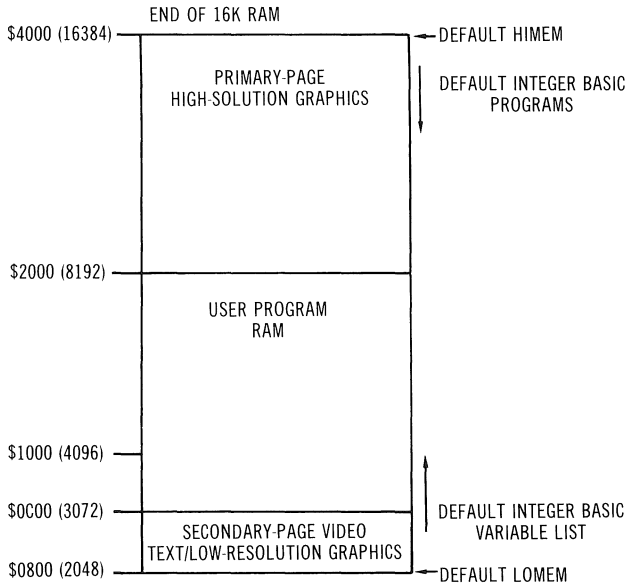 END OF 16K RAM
$4000 (16384)
DEFAULT HIMEM
PRIMARY-PAGE
HIGH-SOLUTION GRAPHICS
DEFAULT INTEGER BASIC
PROGRAMS
$2000 (8192)
USER PROGRAM
RAM
$1000 (4096)
$0C00 (3072)
DEFAULT INTEGER BASIC
VARIABLE LIST
SECONDARY-PAGE VIDEO
TEXT/LOW-RESOLUTION GRAPHICS
$0800 (2048)
DEFAULT LOMEM